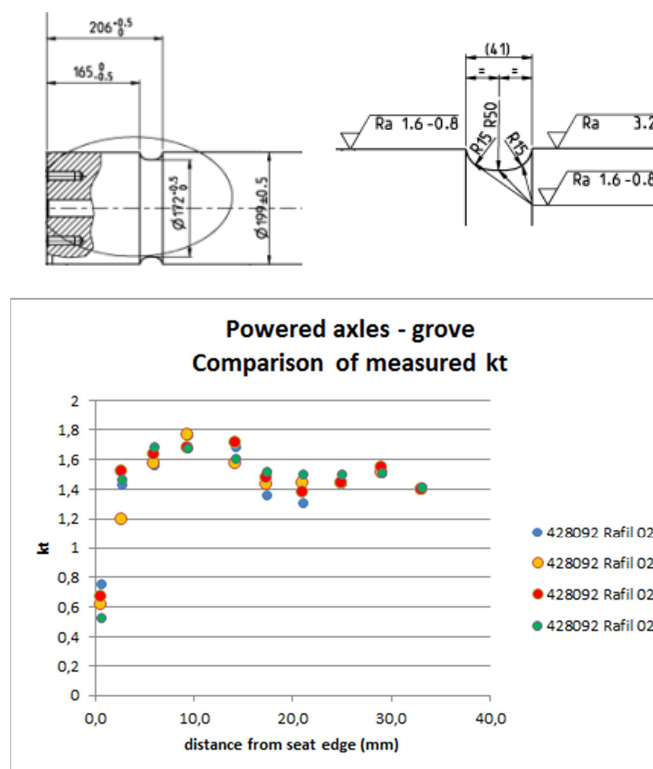 206 +0.5 0
165 0 -0.5
Ø172 +0.5 0
Ø199±0.5
(41)
= =
Ra 1.6-0.8
R15 R50 R15
Ra 3.2
Ra 1.6-0.8
Powered axles - grove
Comparison of measured kt
2
1,8
1,6
1,4
1,2
1
0,8
0,6
0,4
0,2
0
kt
0,0 10,0 20,0 30,0 40,0
distance from seat edge (mm)
428092 Rafil 02
428092 Rafil 02
428092 Rafil 02
428092 Rafil 02